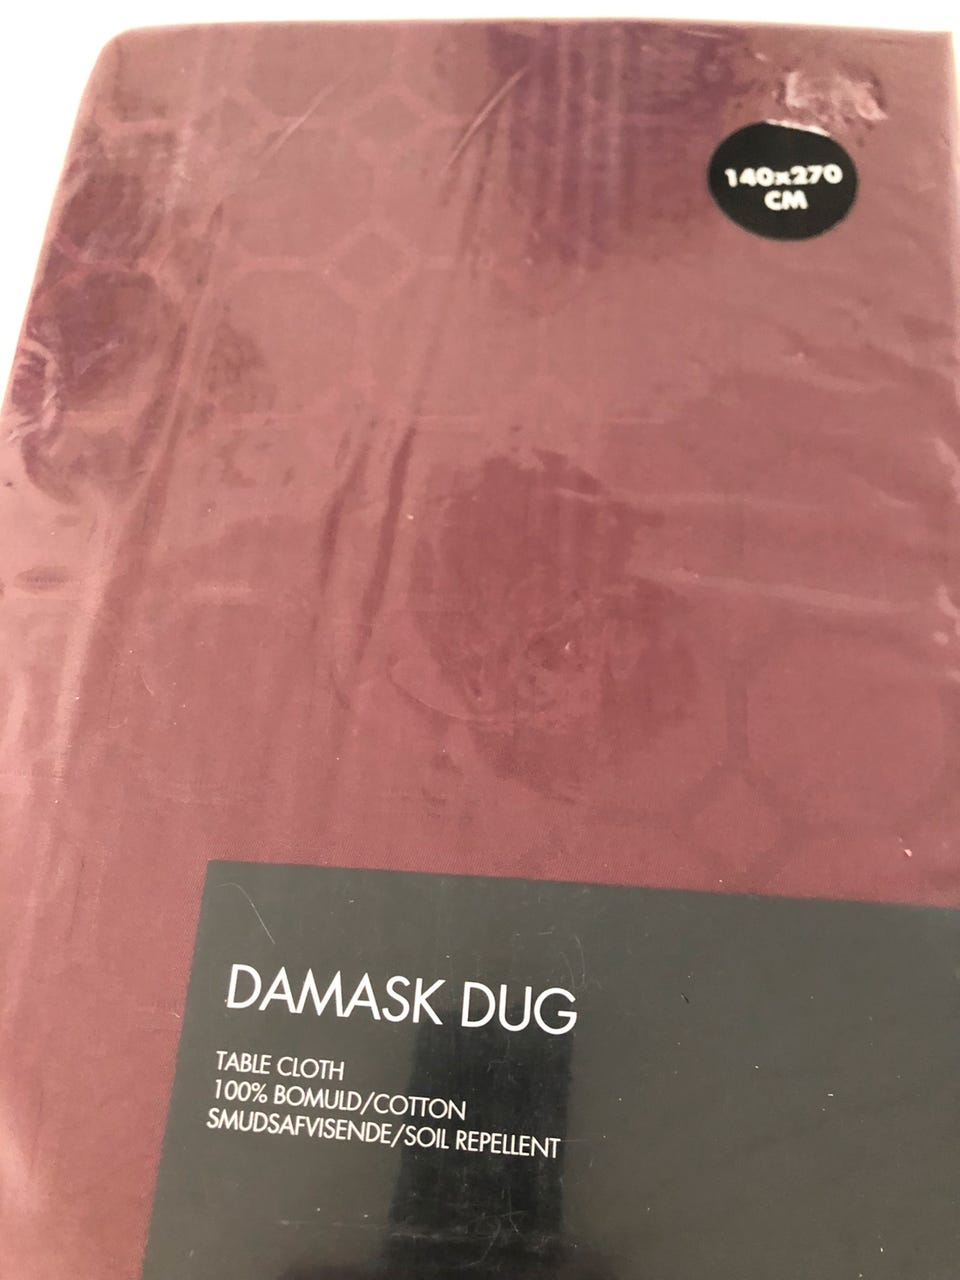 140x270
CM
DAMASK DUG
TABLE CLOTH
100% BOMULD/COTTON
SMUDSAFVISENDE/SOIL REPELLENT